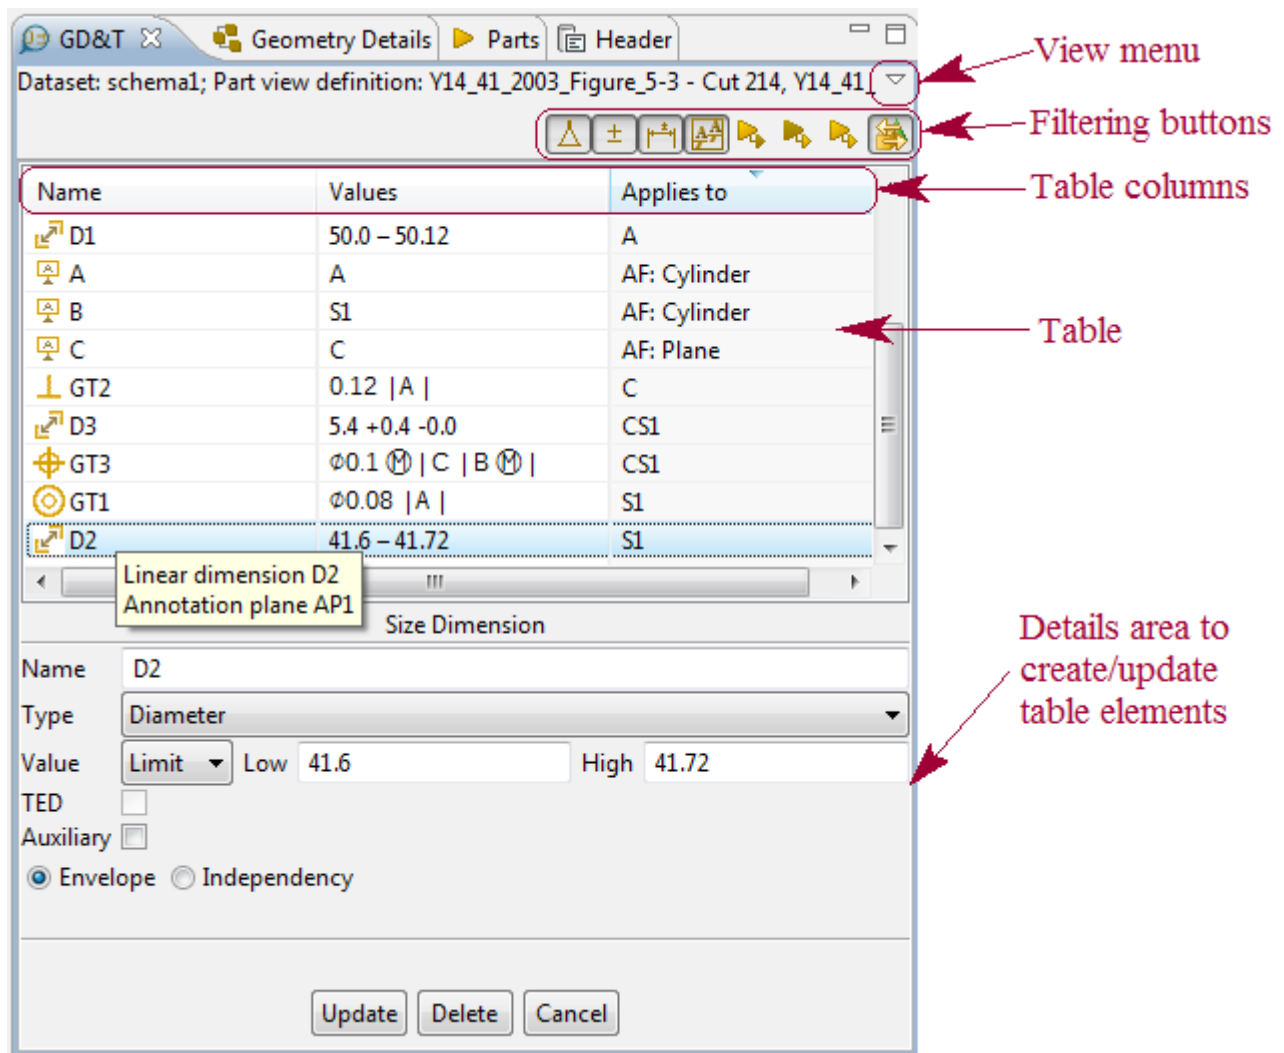 GD&T Geometry Details Parts Header
View menu
Dataset: schema1; Part view definition: Y14_41_2003_Figure_5-3 - Cut 214, Y14_41_
Filtering buttons
Name Values Applies to
Table columns
D1 50.0 – 50.12 A
A A AF: Cylinder
B S1 AF: Cylinder
Table
C C AF: Plane
GT2 0.12 | A | C
D3 5.4 +0.4 -0.0 CS1
GT3 ⌀0.1 Ⓜ | C | B Ⓜ | CS1
GT1 ⌀0.08 | A | S1
D2 41.6 – 41.72 S1
Linear dimension D2
Annotation plane AP1
Size Dimension
Details area to
create/update
table elements
Name D2
Type Diameter
Value Limit Low 41.6 High 41.72
TED
Auxiliary
Envelope Independency
Update Delete Cancel